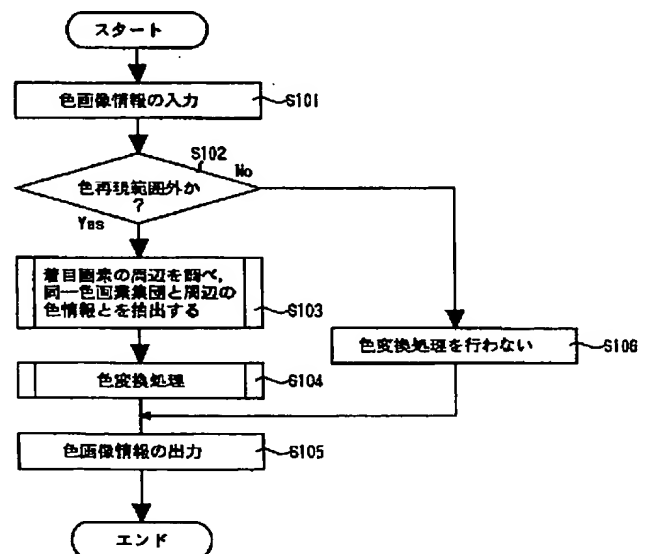 スタート
色画像情報の入力
S101
S102
色再現範囲外か
?
No
Yes
着目画素の周辺を調べ,
同一色画素集団と周辺の
色情報とを抽出する
S103
色変換処理を行わない
S106
色変換処理
S104
色画像情報の出力
S105
エンド